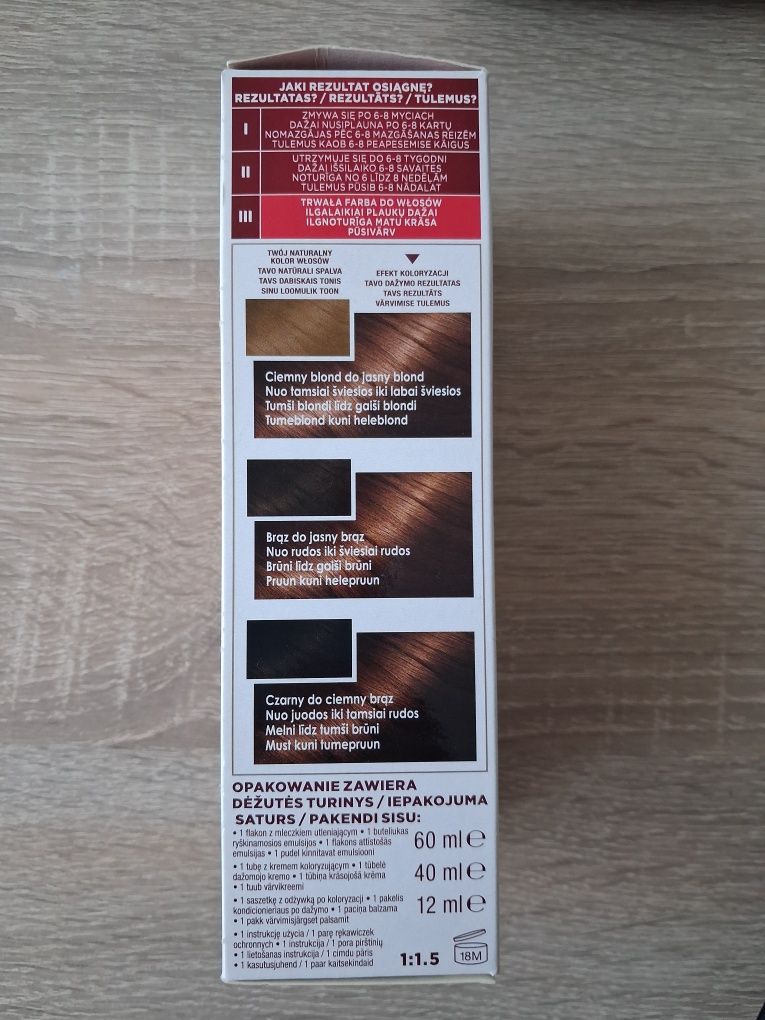 JAKI REZULTAT OSIĄGNĘ?
REZULTATAS? / REZULTĀTS? / TULEMUS?
I
ZMYWA SIĘ PO 6-8 MYCIACH
DAŽAI NUSIPLAUNA PO 6-8 KARTŲ
NOMAZGĀJAS PĒC 6-8 MAZGĀŠANAS REIZĒM
TULEMUS KAOB 6-8 PEAPESEMISE KÄIGUS
II
UTRZYMUJE SIĘ DO 6-8 TYGODNI
DAŽAI IŠSILAIKO 6-8 SAVAITES
NOTURĪGA NO 6 LĪDZ 8 NEDĒĻĀM
TULEMUS PÜSIB 6-8 NÄDALAT
III
TRWAŁA FARBA DO WŁOSÓW
ILGALAIKIAI PLAUKŲ DAŽAI
ILGNOTURĪGA MATU KRĀSA
PÜSIVÄRV
TWÓJ NATURALNY
KOLOR WŁOSÓW
TAVO NATŪRALI SPALVA
TAVS DABISKAIS TONIS
SINU LOOMULIK TOON
EFEKT KOLORYZACJI
TAVO DAŽYMO REZULTATAS
TAVS REZULTĀTS
VÄRVIMISE TULEMUS
Ciemny blond do jasny blond
Nuo tamsiai šviesios iki labai šviesios
Tumši blondi līdz gaiši blondi
Tumeblond kuni heleblond
Brąz do jasny brąz
Nuo rudos iki šviesiai rudos
Brūni līdz gaiši brūni
Pruun kuni helepruun
Czarny do ciemny brąz
Nuo juodos iki tamsiai rudos
Melni līdz tumši brūni
Must kuni tumepruun
OPAKOWANIE ZAWIERA
DĖŽUTĖS TURINYS / IEPAKOJUMA
SATURS / PAKENDI SISU:
• 1 flakon z mleczkiem utleniającym • 1 buteliukas
ryškinamosios emulsijos • 1 flakons attīstošās
emulsijas • 1 pudel kinnitavat emulsiooni
60 ml ℮
• 1 tubę z kremem koloryzującym • 1 tūbelė
dažomojo kremo • 1 tūbiņa krāsojošā krēma
• 1 tuub värvikreemi
40 ml ℮
• 1 saszetkę z odżywką po koloryzacji • 1 pakelis
kondicionieriaus po dažymo • 1 paciņa balzama
• 1 pakk värvimisjärgset palsamit
12 ml ℮
• 1 instrukcję użycia / 1 parę rękawiczek
ochronnych • 1 instrukcija / 1 pora pirštinių
• 1 lietošanas instrukcija / 1 cimdu pāris
• 1 kasutusjuhend / 1 paar kaitsekindaid
1:1.5
18M